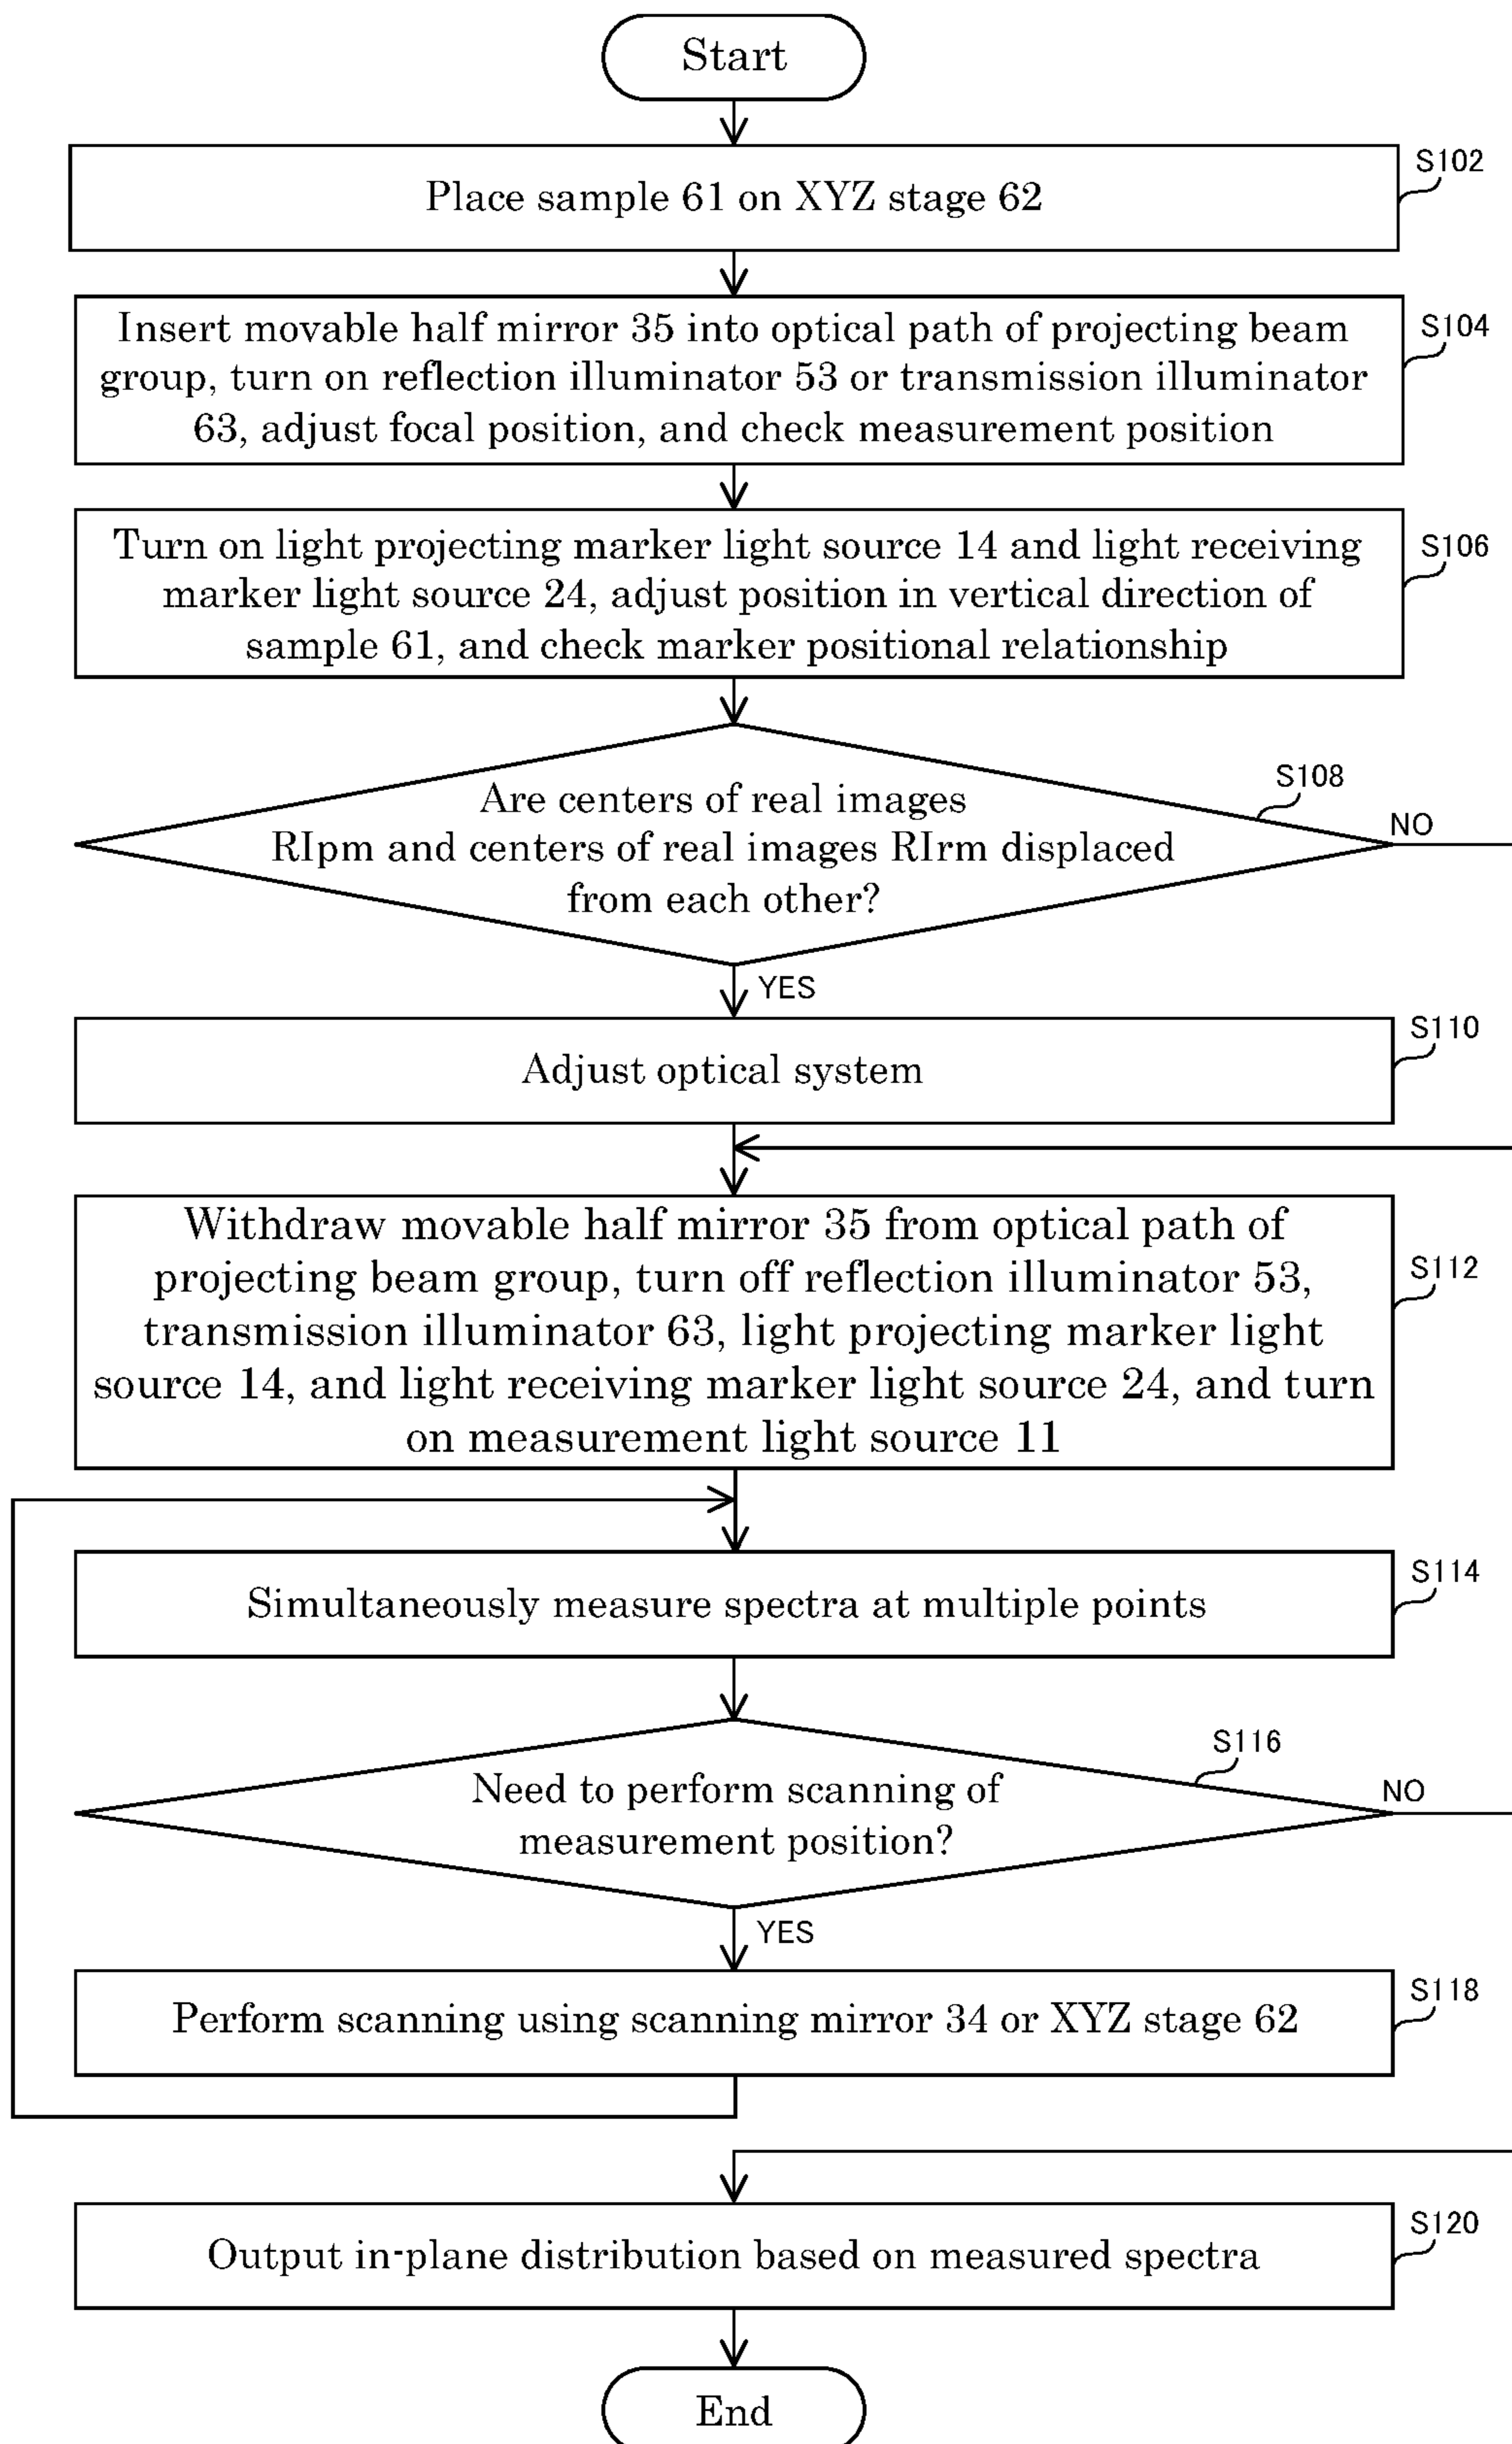 Start
S102
Place sample 61 on XYZ stage 62
S104
Insert movable half mirror 35 into optical path of projecting beam
group, turn on reflection illuminator 53 or transmission illuminator
63, adjust focal position, and check measurement position
S106
Turn on light projecting marker light source 14 and light receiving
marker light source 24, adjust position in vertical direction of
sample 61, and check marker positional relationship
S108
NO
Are centers of real images
RIpm and centers of real images RIrm displaced
from each other?
YES
S110
Adjust optical system
S112
Withdraw movable half mirror 35 from optical path of
projecting beam group, turn off reflection illuminator 53,
transmission illuminator 63, light projecting marker light
source 14, and light receiving marker light source 24, and turn
on measurement light source 11
S114
Simultaneously measure spectra at multiple points
S116
NO
Need to perform scanning of
measurement position?
YES
S118
Perform scanning using scanning mirror 34 or XYZ stage 62
S120
Output in-plane distribution based on measured spectra
End